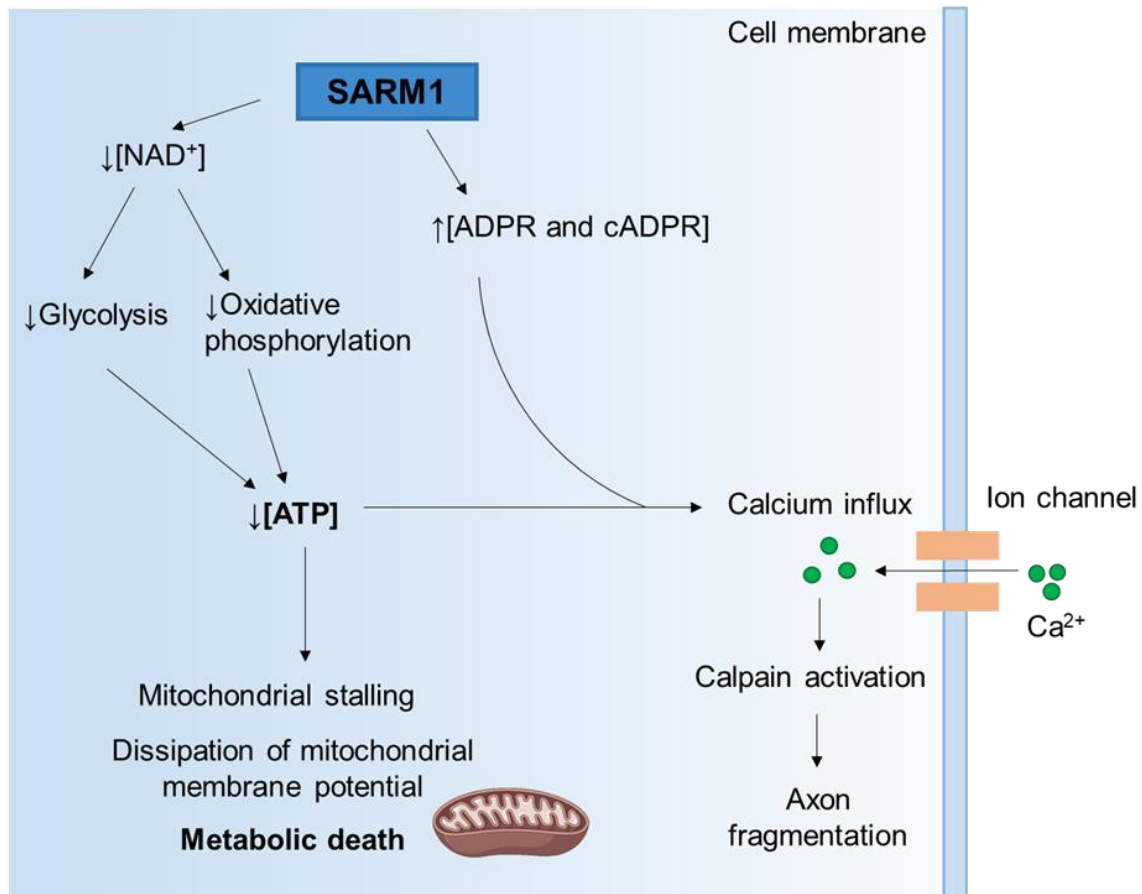 Cell membrane
SARM1
↓[NAD⁺]
↑[ADPR and cADPR]
↓Glycolysis
↓Oxidative
phosphorylation
↓[ATP]
Calcium influx
Ion channel
Ca²⁺
Calpain activation
Axon
fragmentation
Mitochondrial stalling
Dissipation of mitochondrial
membrane potential
Metabolic death